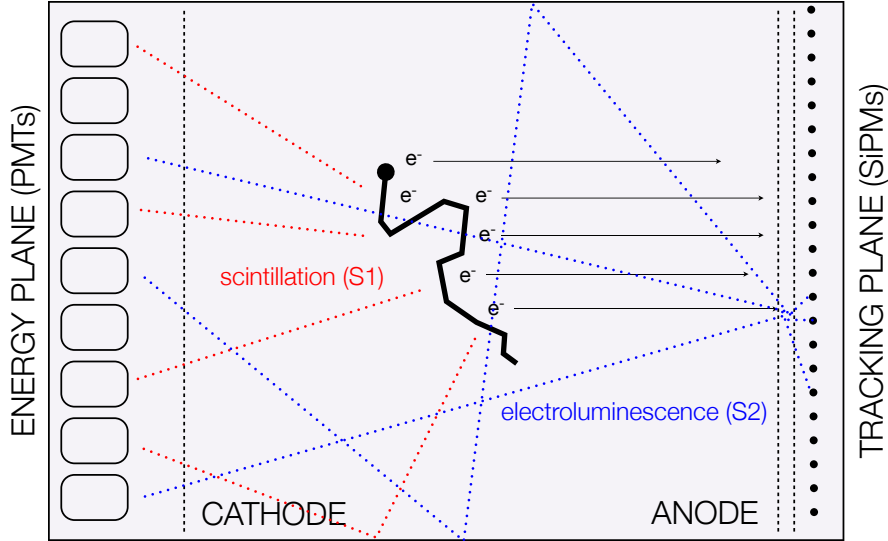 ENERGY PLANE (PMTs)
TRACKING PLANE (SiPMs)
e-
e-
e-
e-
e-
e-
scintillation (S1)
electroluminescence (S2)
CATHODE
ANODE